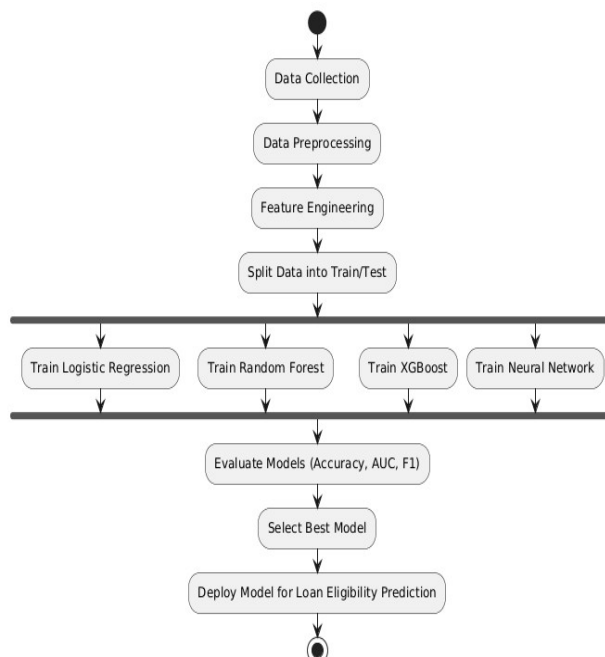 Data Collection
Data Preprocessing
Feature Engineering
Split Data into Train/Test
Train Logistic Regression
Train Random Forest
Train XGBoost
Train Neural Network
Evaluate Models (Accuracy, AUC, F1)
Select Best Model
Deploy Model for Loan Eligibility Prediction